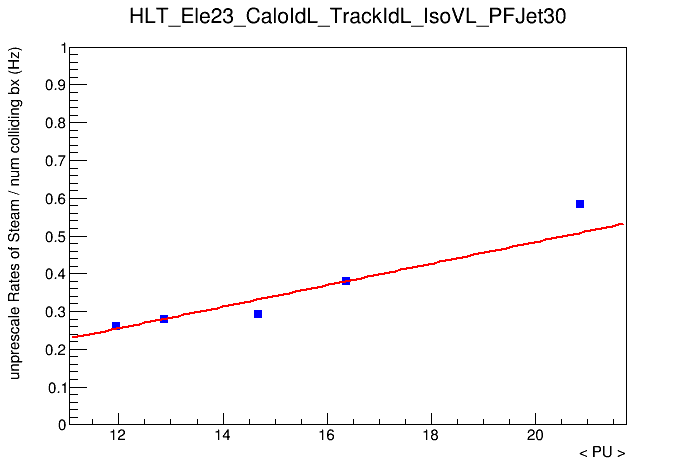 HLT_Ele23_CaloIdL_TrackIdL_IsoVL_PFJet30
unprescale Rates of Steam / num colliding bx (Hz)
1
0.9
0.8
0.7
0.6
0.5
0.4
0.3
0.2
0.1
0
12 14 16 18 20
< PU >